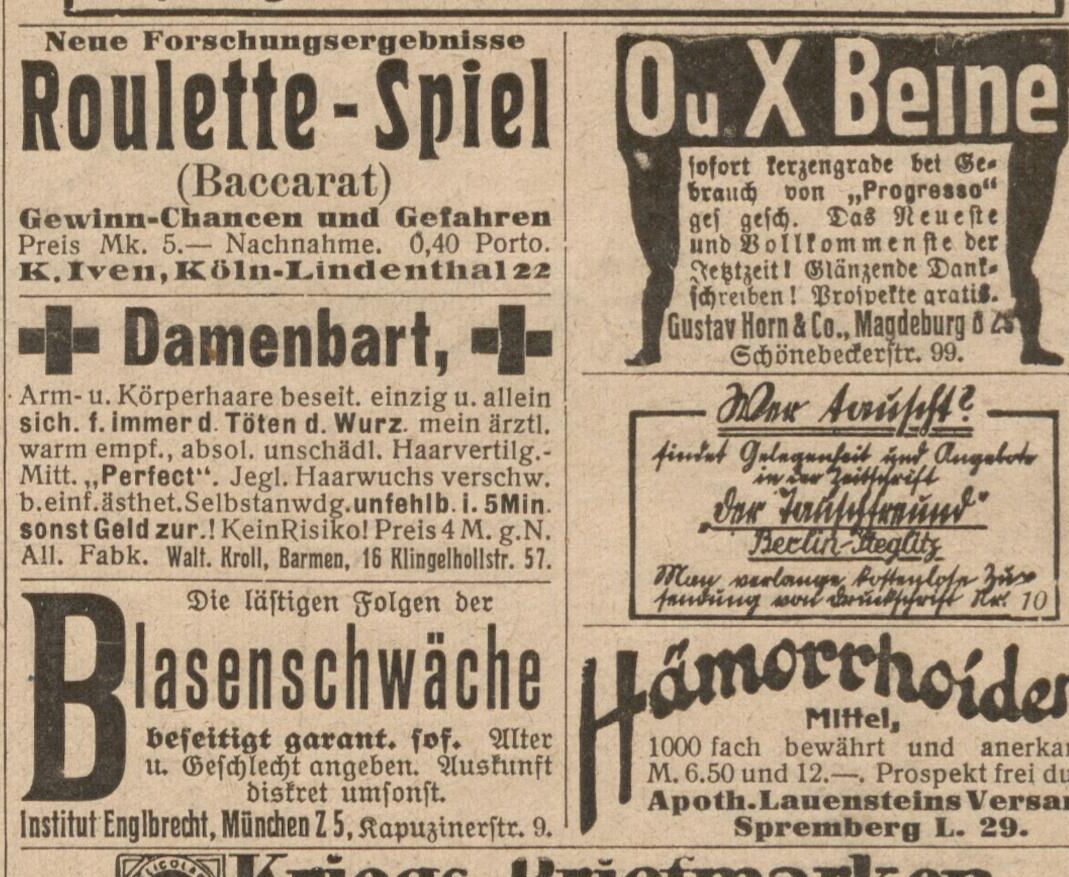 Neue Forschungsergebnisse
Roulette-Spiel
(Baccarat)
Gewinn-Chancen und Gefahren
Preis Mk. 5.— Nachnahme. 0,40 Porto.
K. Iven, Köln-Lindenthal 22
Damenbart,
Arm- u. Körperhaare beseit. einzig u. allein
sich. f. immer d. Töten d. Wurz. mein ärztl.
warm empf., absol. unschädl. Haarvertilg.-
Mitt. „Perfect“. Jegl. Haarwuchs verschw.
b. einf. ästhet. Selbstanwdg. unfehlb. i. 5 Min.
sonst Geld zur.! Kein Risiko! Preis 4 M. g. N.
All. Fabk. Walt. Kroll, Barmen, 16 Klingelhollstr. 57.
Die läſtigen Folgen der
Blasenschwäche
beſeitigt garant. ſof. Alter
u. Geſchlecht angeben. Auskunft
diskret umſonſt.
Institut Englbrecht, München Z 5, Kapuzinerſtr. 9.
O u. X Beine
ſofort kerzengrade bei Ge-
brauch von „Progresso“
geſ geſch. Das Neueſte
und Vollkommenſte der
Jetztzeit! Glänzende Dank-
ſchreiben! Proſpekte gratis.
Gustav Horn & Co., Magdeburg
Schönebeckerſtr. 99.
Wer tauſcht?
findet Gelegenheit und Angebote
in der Zeitſchrift
„Der Tauſchfreund“
Berlin-Steglitz
Man verlange koſtenloſe Zu-
ſendung von Druckſchrift Nr. 10
Hämorrhoiden
Mittel,
1000 fach bewährt und anerka
M. 6.50 und 12.—. Prospekt frei du
Apoth. Lauensteins Versa
Spremberg L. 29.
Kriegs-Briefmarken